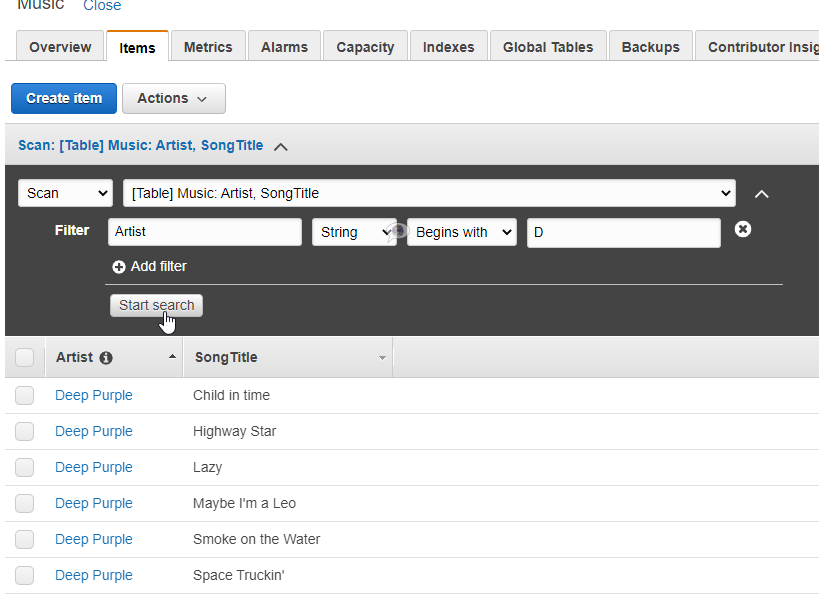 Music Close
Overview Items Metrics Alarms Capacity Indexes Global Tables Backups Contributor Insig
Create item Actions
Scan: [Table] Music: Artist, SongTitle
Scan [Table] Music: Artist, SongTitle
Filter Artist String Begins with D
Add filter
Start search
Artist SongTitle
Deep Purple Child in time
Deep Purple Highway Star
Deep Purple Lazy
Deep Purple Maybe I'm a Leo
Deep Purple Smoke on the Water
Deep Purple Space Truckin'